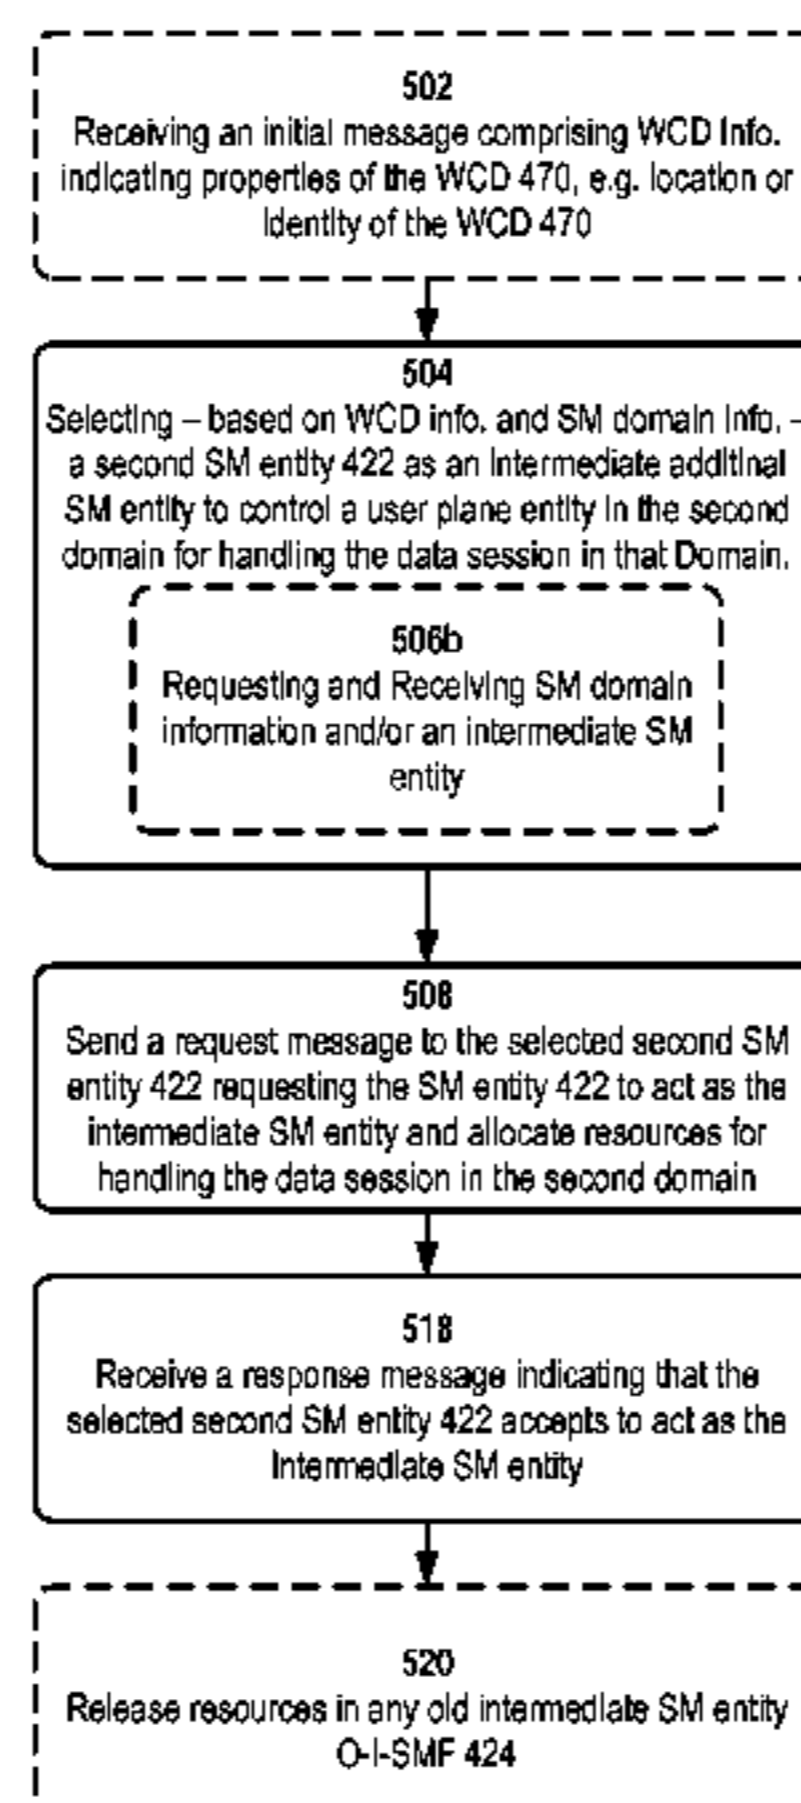 502
Receiving an initial message comprising WCD Info.
indicating properties of the WCD 470, e.g. location or
identity of the WCD 470
504
Selecting – based on WCD info. and SM domain Info. –
a second SM entity 422 as an intermediate additinal
SM entity to control a user plane entity in the second
domain for handling the data session in that Domain.
506b
Requesting and Receiving SM domain
information and/or an intermediate SM
entity
508
Send a request message to the selected second SM
entity 422 requesting the SM entity 422 to act as the
intermediate SM entity and allocate resources for
handling the data session in the second domain
518
Receive a response message indicating that the
selected second SM entity 422 accepts to act as the
Intermediate SM entity
520
Release resources in any old intermediate SM entity
O-I-SMF 424